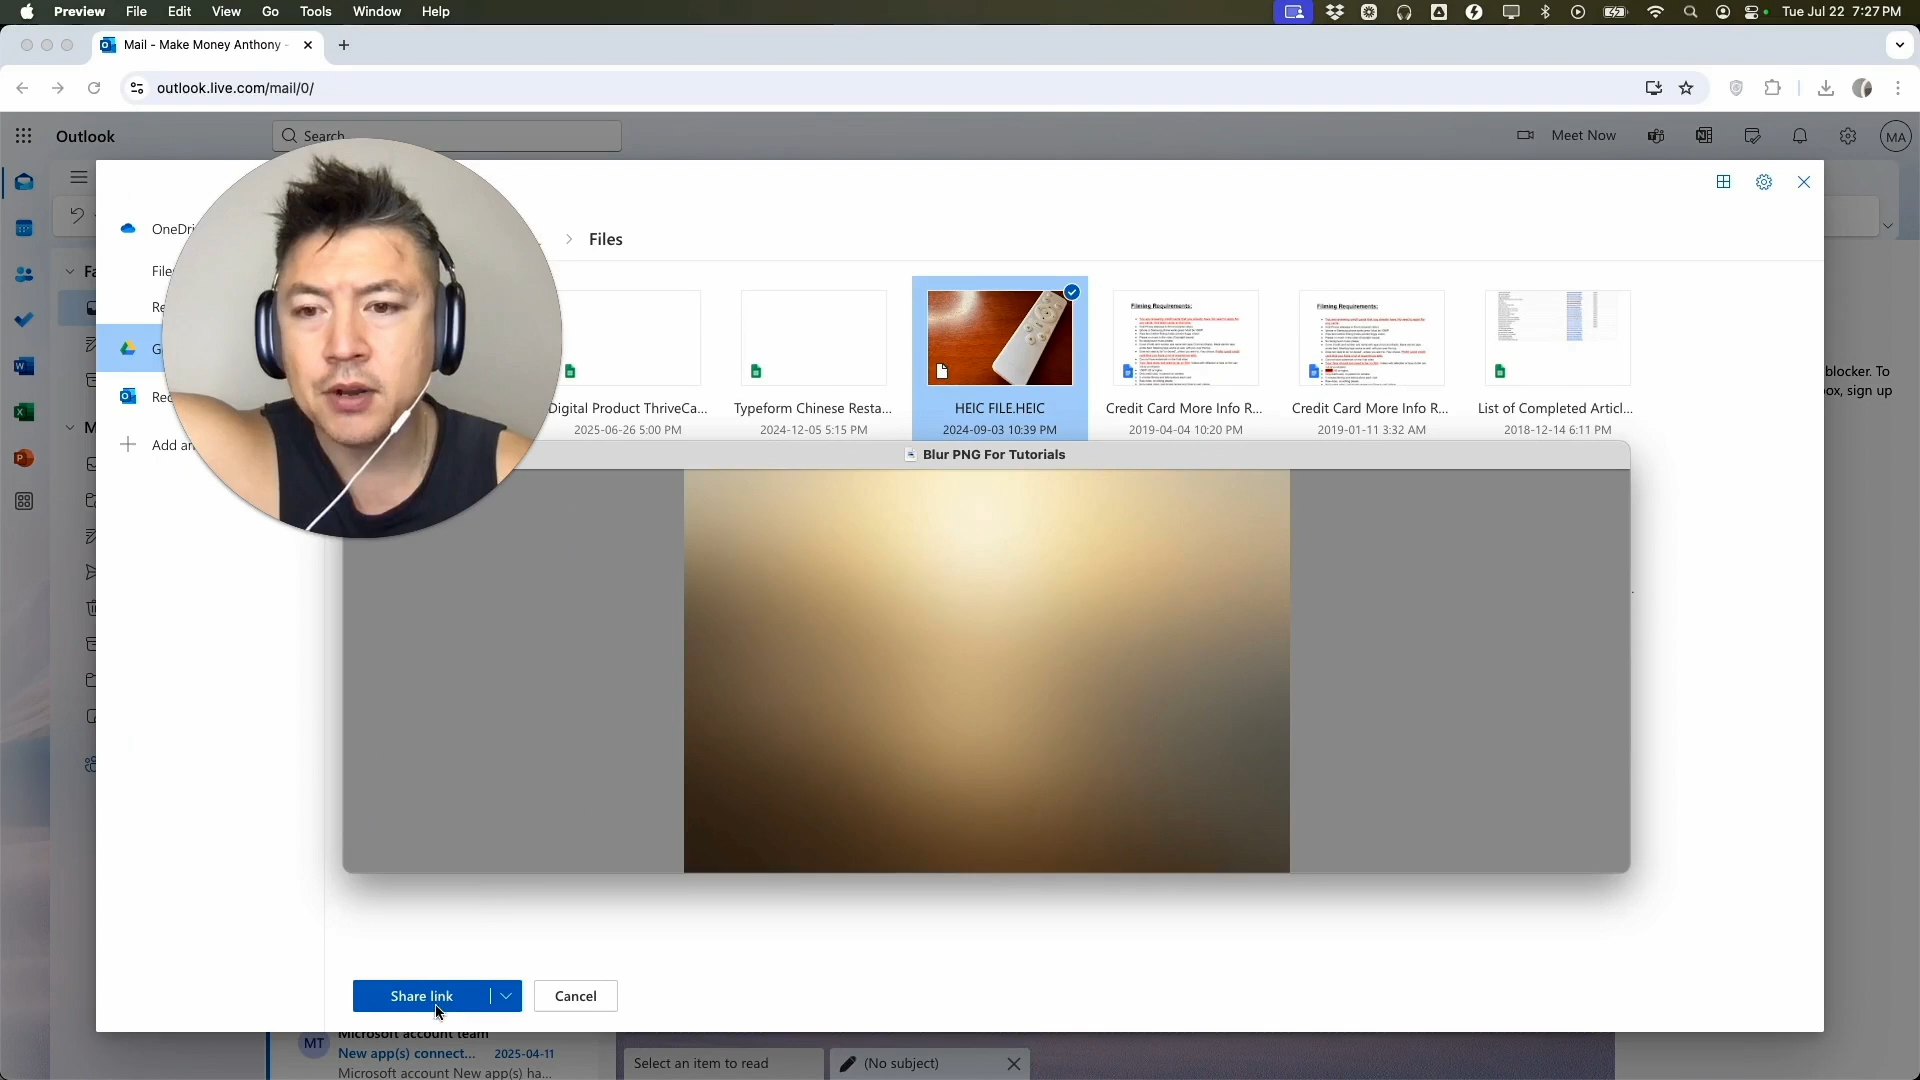 Preview File Edit View Go Tools Window Help Tue Jul 22 7:27 PM
Mail - Make Money Anthony -
outlook.live.com/mail/0/
Outlook Search Meet Now MA
OneDri
Files
File
Re
G
Rec
Add an
Fa
M
Digital Product ThriveCa... Typeform Chinese Resta... HEIC FILE.HEIC Credit Card More Info R... Credit Card More Info R... List of Completed Articl...
2025-06-26 5:00 PM 2024-12-05 5:15 PM 2024-09-03 10:39 PM 2019-04-04 10:20 PM 2019-01-11 3:32 AM 2018-12-14 6:11 PM
Filming Requirements: Filming Requirements:
blocker. To
ox, sign up
Blur PNG For Tutorials
Share link Cancel
Microsoft account team
MT New app(s) connect... 2025-04-11
Microsoft account New app(s) ha...
Select an item to read (No subject)